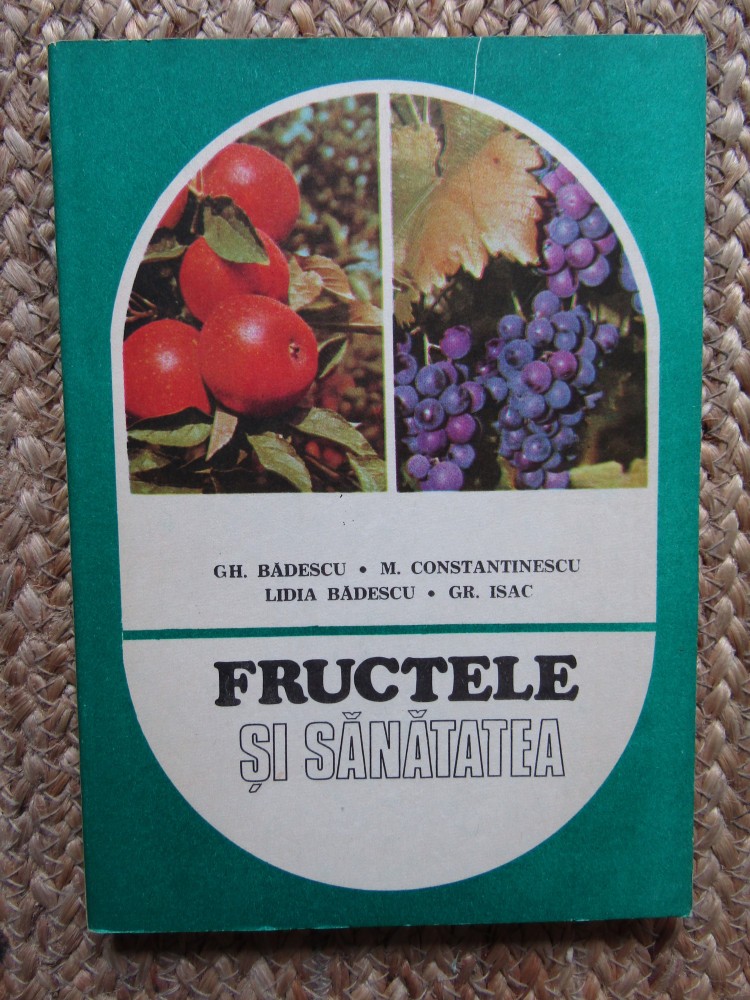 GH. BĂDESCU • M. CONSTANTINESCU
LIDIA BĂDESCU • GR. ISAC
FRUCTELE
ȘI SĂNĂTATEA